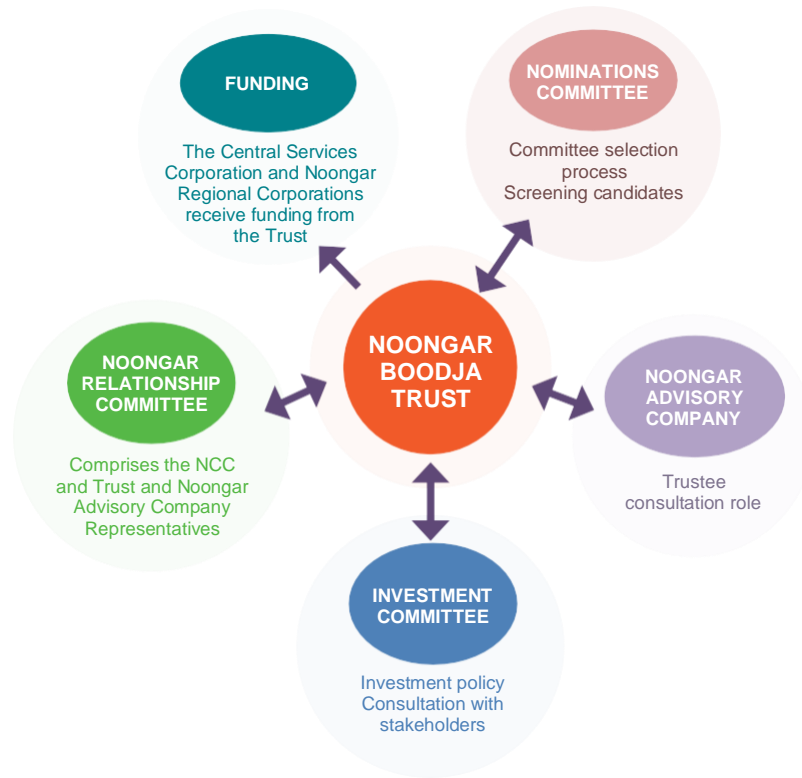 FUNDING
The Central Services
Corporation and Noongar
Regional Corporations
receive funding from
the Trust
NOMINATIONS
COMMITTEE
Committee selection
process
Screening candidates
NOONGAR
BOODJA
TRUST
NOONGAR
RELATIONSHIP
COMMITTEE
Comprises the NCC
and Trust and Noongar
Advisory Company
Representatives
NOONGAR
ADVISORY
COMPANY
Trustee
consultation role
INVESTMENT
COMMITTEE
Investment policy
Consultation with
stakeholders